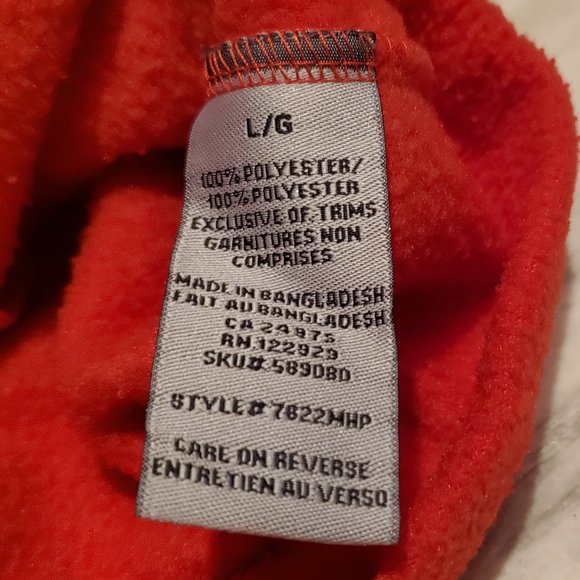 L/G
100% POLYESTER/
100% POLYESTER
EXCLUSIVE OF TRIMS
GARNITURES NON
COMPRISES
MADE IN BANGLADESH
FAIT AU BANGLADESH
CA 24975
RN.122929
SKU# 589080
STYLE# 7822MHP
CARE ON REVERSE
ENTRETIEN AU VERSO